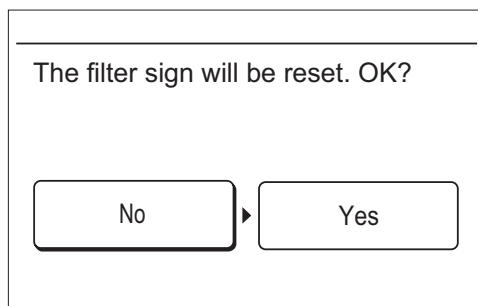 The filter sign will be reset. OK?
No
Yes